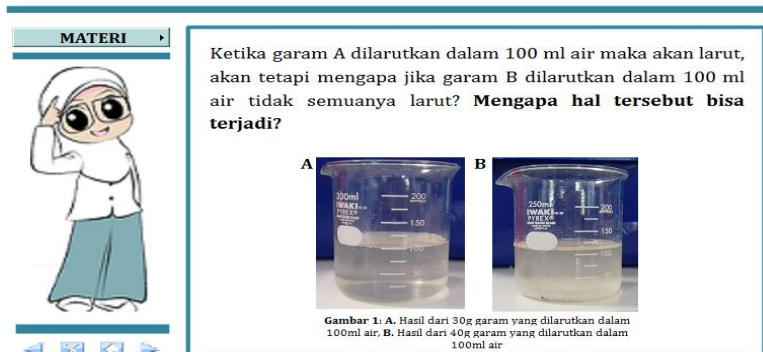 MATERI
Ketika garam A dilarutkan dalam 100 ml air maka akan larut,
akan tetapi mengapa jika garam B dilarutkan dalam 100 ml
air tidak semuanya larut? Mengapa hal tersebut bisa
terjadi?
A
B
200ml
IWAKI
PYREX®
200
150
100
50
250ml
IWAKI
PYREX®
200
150
100
Gambar 1: A. Hasil dari 30g garam yang dilarutkan dalam
100ml air, B. Hasil dari 40g garam yang dilarutkan dalam
100ml air